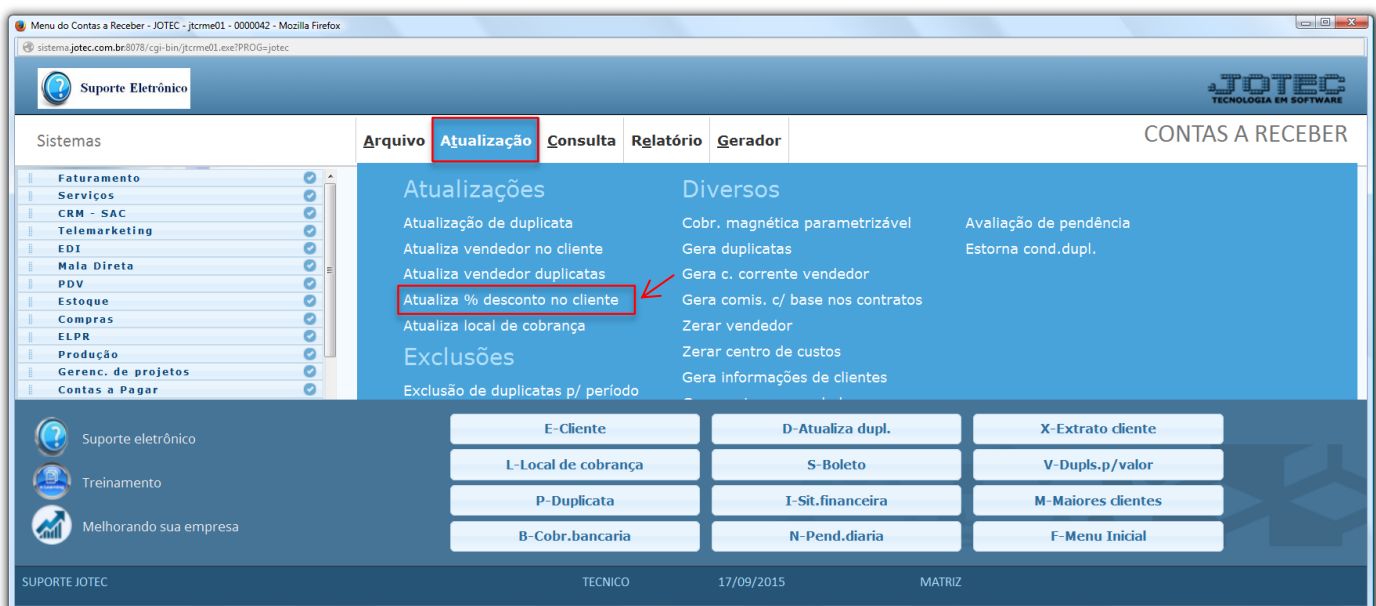 Menu do Contas a Receber - JOTEC - jtcrme01 - 0000042 - Mozilla Firefox
sistema.jotec.com.br:8078/cgi-bin/jtcrme01.exe?PROG=jotec
Suporte Eletrônico
JOTEC
TECNOLOGIA EM SOFTWARE
Sistemas
Arquivo Atualização Consulta Relatório Gerador
CONTAS A RECEBER
Faturamento
Serviços
CRM - SAC
Telemarketing
EDI
Mala Direta
PDV
Estoque
Compras
ELPR
Produção
Gerenc. de projetos
Contas a Pagar
Atualizações
Atualização de duplicata
Atualiza vendedor no cliente
Atualiza vendedor duplicatas
Atualiza % desconto no cliente
Atualiza local de cobrança
Exclusões
Exclusão de duplicatas p/ período
Diversos
Cobr. magnética parametrizável
Gera duplicatas
Gera c. corrente vendedor
Gera comis. c/ base nos contratos
Zerar vendedor
Zerar centro de custos
Gera informações de clientes
Avaliação de pendência
Estorna cond.dupl.
Suporte eletrônico
Treinamento
Melhorando sua empresa
E-Cliente D-Atualiza dupl. X-Extrato cliente
L-Local de cobrança S-Boleto V-Dupls.p/valor
P-Duplicata I-Sit.financeira M-Maiores clientes
B-Cobr.bancaria N-Pend.diaria F-Menu Inicial
SUPORTE JOTEC TECNICO 17/09/2015 MATRIZ